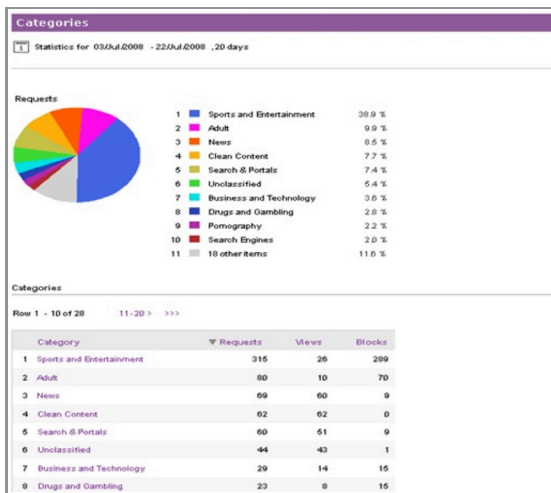 Categories
Statistics for 03/Jul/2008 - 22/Jul/2008 , 20 days
Requests
1 Sports and Entertainment 38.9 %
2 Adult 9.9 %
3 News 8.5 %
4 Clean Content 7.7 %
5 Search & Portals 7.4 %
6 Unclassified 5.4 %
7 Business and Technology 3.6 %
8 Drugs and Gambling 2.8 %
9 Pornography 2.2 %
10 Search Engines 2.0 %
11 18 other items 11.6 %
Categories
Row 1 - 10 of 28 11-20 > >>>
Category Requests Views Blocks
1 Sports and Entertainment 315 26 289
2 Adult 80 10 70
3 News 69 60 9
4 Clean Content 62 62 0
5 Search & Portals 60 51 9
6 Unclassified 44 43 1
7 Business and Technology 29 14 15
8 Drugs and Gambling 23 8 15